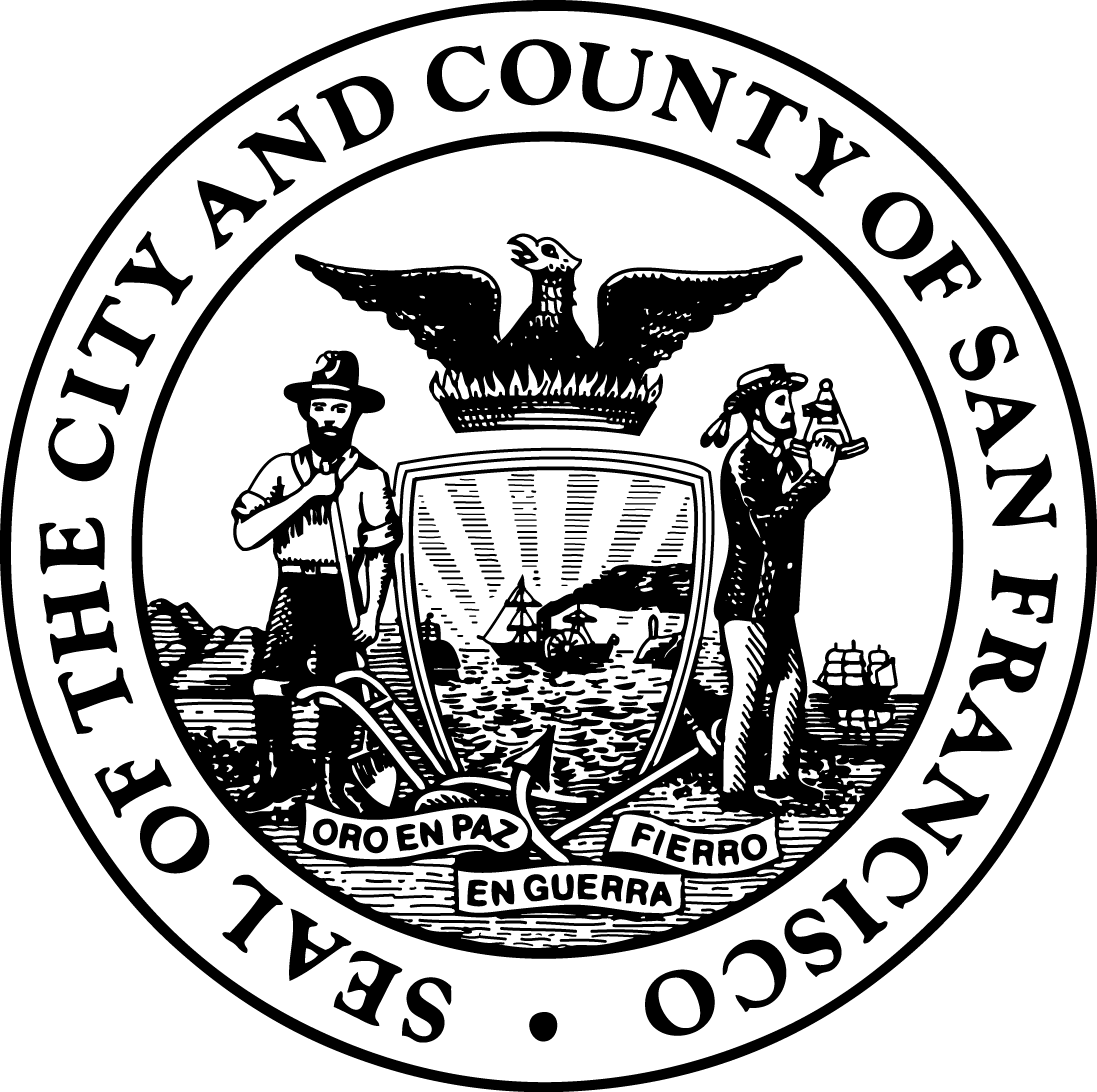 SEAL OF THE CITY AND COUNTY OF SAN FRANCISCO •
ORO EN PAZ
FIERRO
EN GUERRA